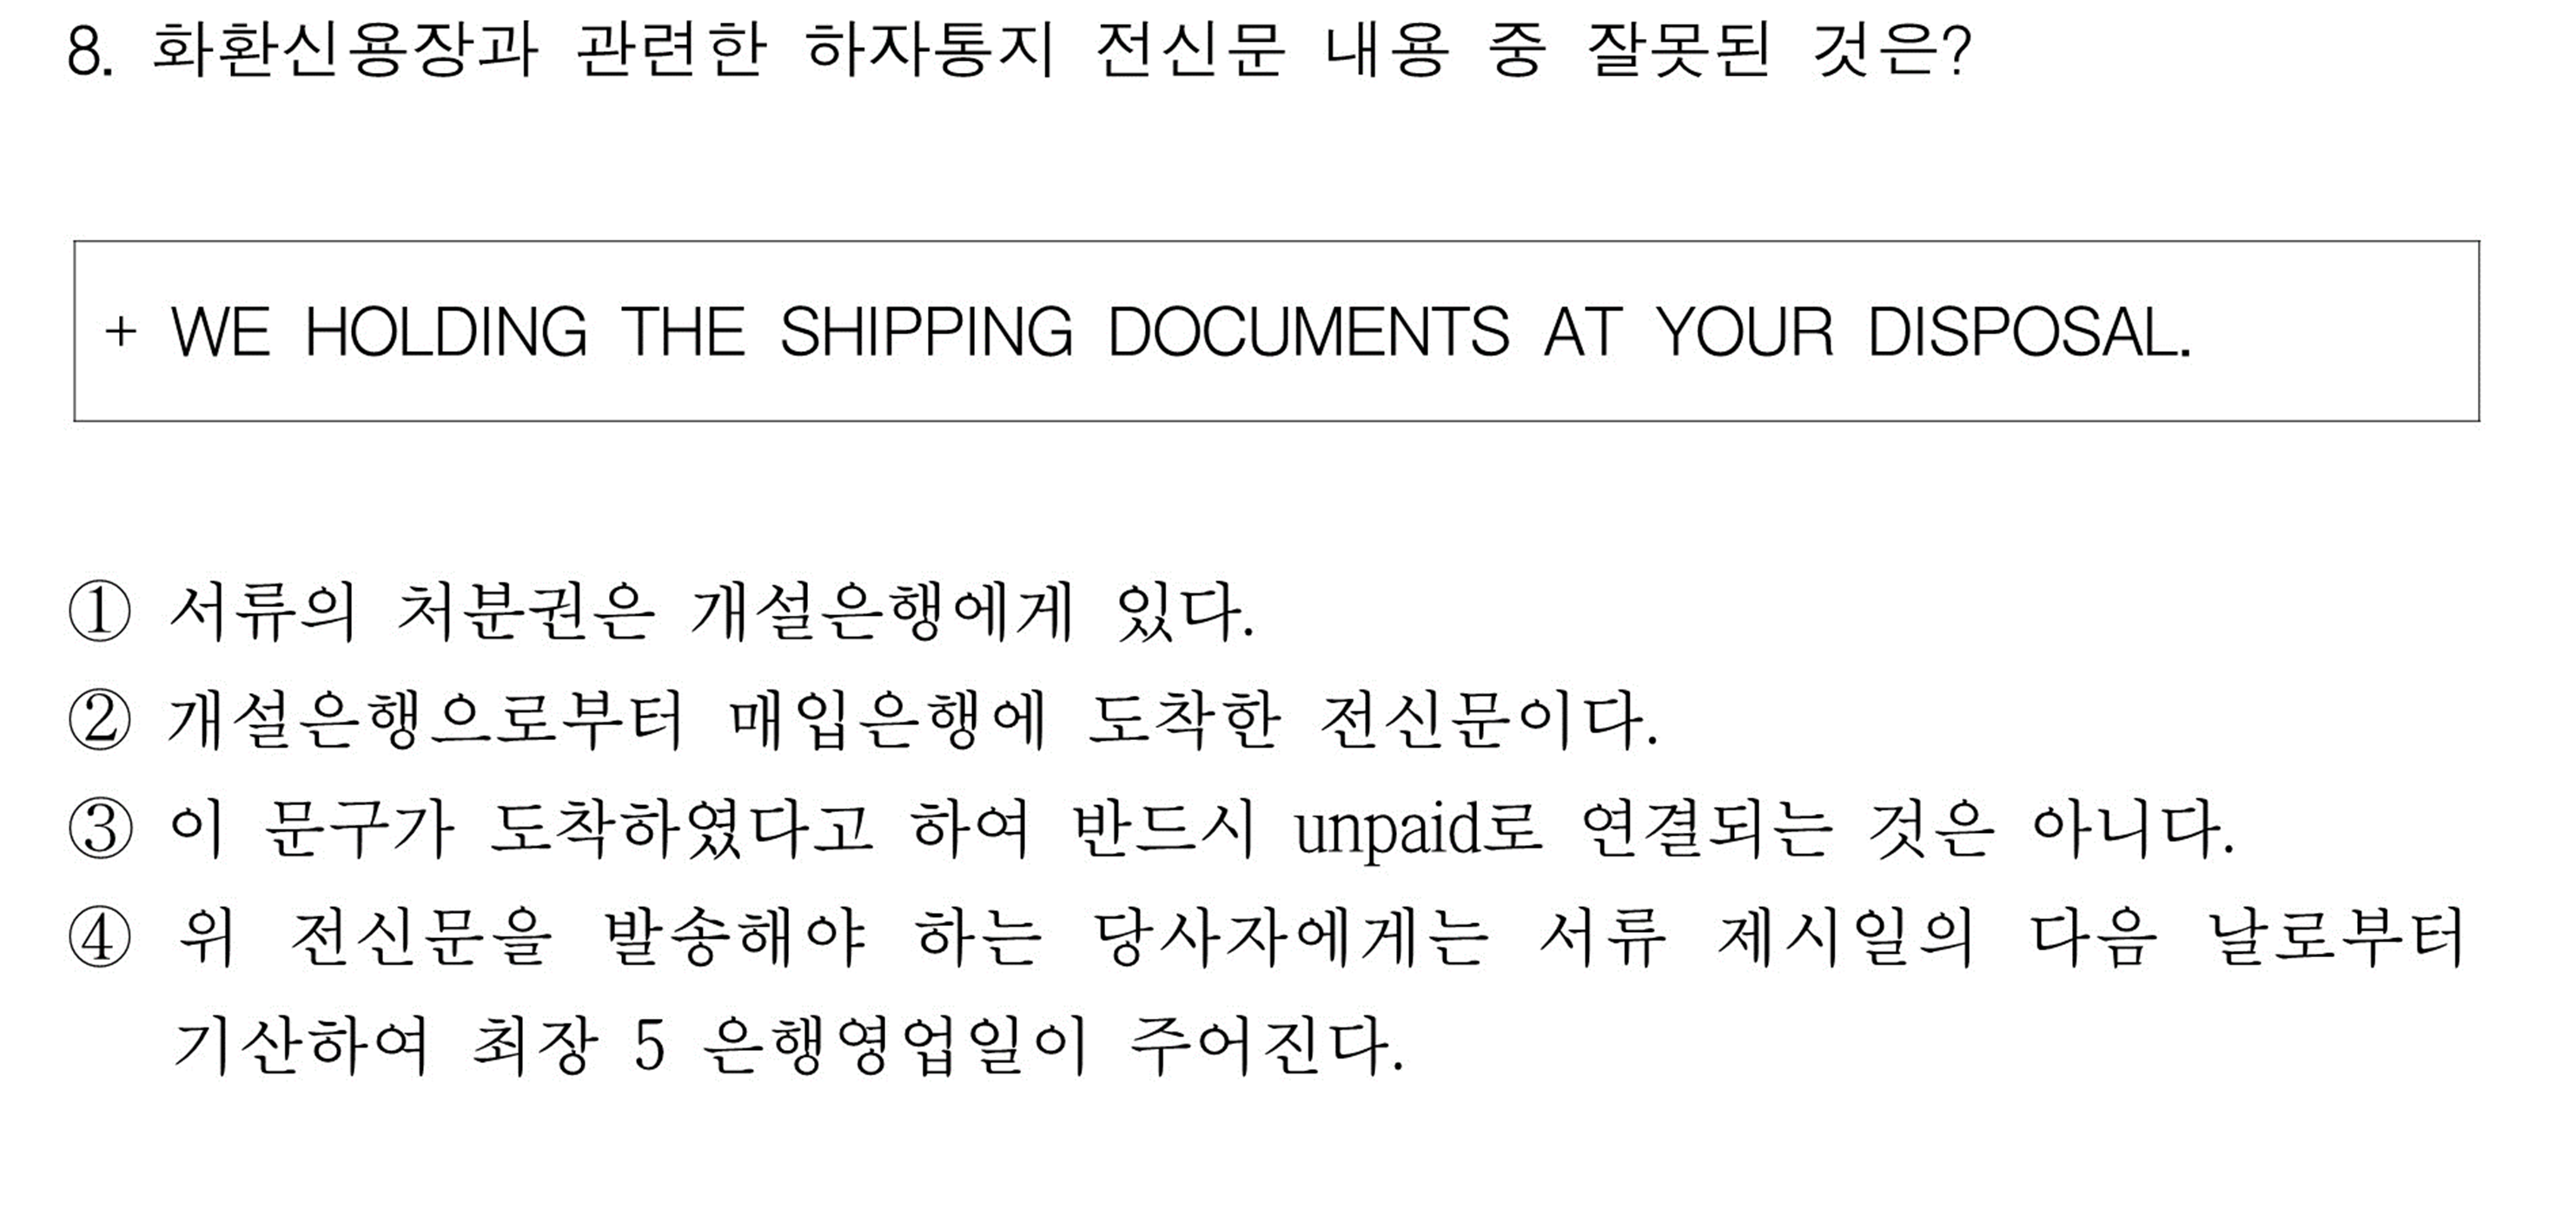 8. 화환신용장과 관련한 하자통지 전신문 내용 중 잘못된 것은?
+ WE HOLDING THE SHIPPING DOCUMENTS AT YOUR DISPOSAL.
① 서류의 처분권은 개설은행에게 있다.
② 개설은행으로부터 매입은행에 도착한 전신문이다.
③ 이 문구가 도착하였다고 하여 반드시 unpaid로 연결되는 것은 아니다.
④ 위 전신문을 발송해야 하는 당사자에게는 서류 제시일의 다음 날로부터
기산하여 최장 5 은행영업일이 주어진다.